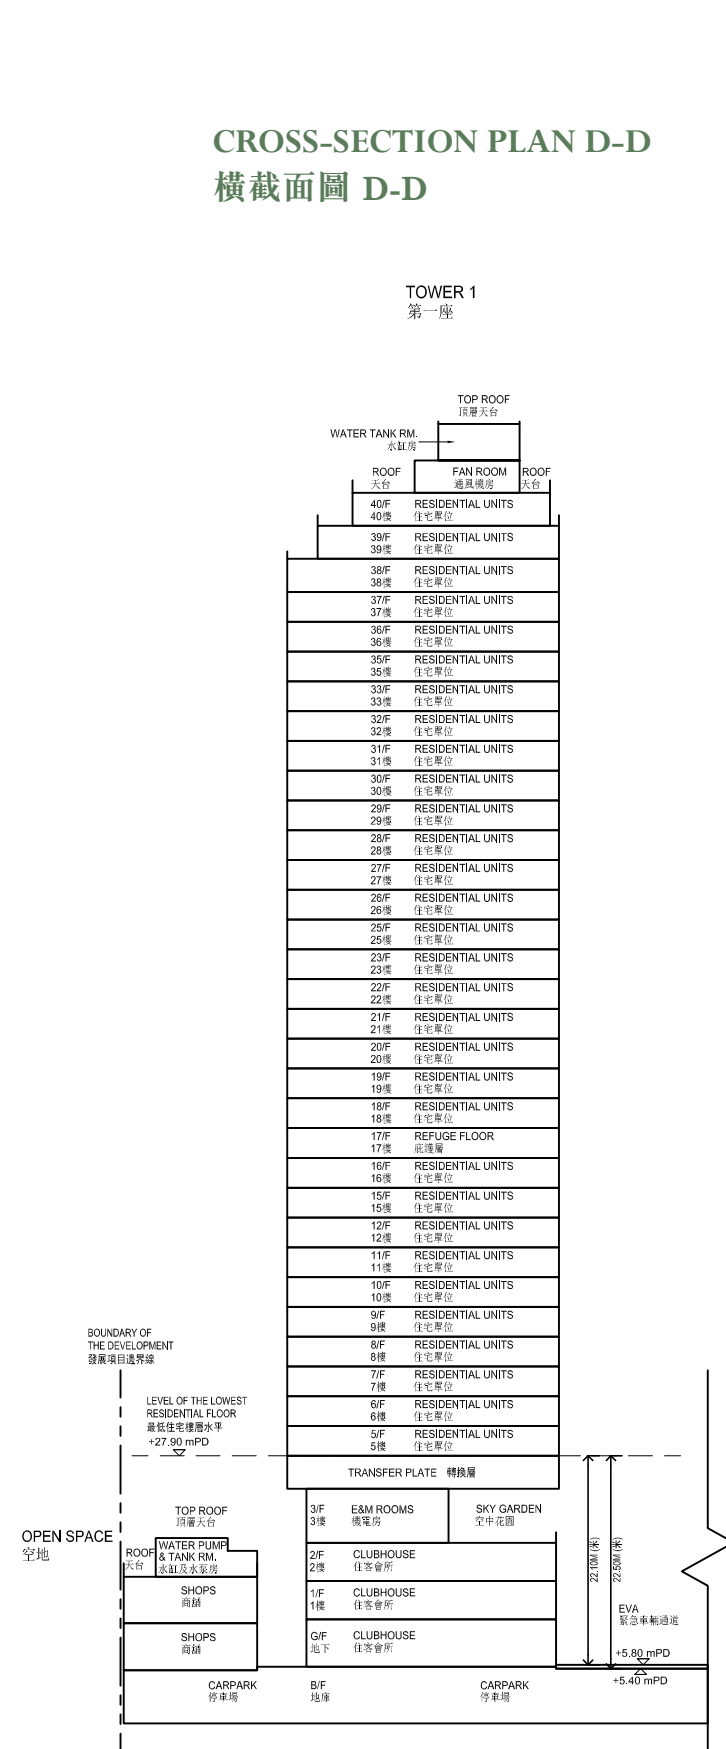 CROSS-SECTION PLAN D-D
橫截面圖 D-D
TOWER 1
第一座
TOP ROOF
頂層天台
WATER TANK RM.
水缸房
ROOF
天台
FAN ROOM
通風機房
ROOF
天台
40/F RESIDENTIAL UNITS
40樓 住宅單位
39/F RESIDENTIAL UNITS
39樓 住宅單位
38/F RESIDENTIAL UNITS
38樓 住宅單位
37/F RESIDENTIAL UNITS
37樓 住宅單位
36/F RESIDENTIAL UNITS
36樓 住宅單位
35/F RESIDENTIAL UNITS
35樓 住宅單位
33/F RESIDENTIAL UNITS
33樓 住宅單位
32/F RESIDENTIAL UNITS
32樓 住宅單位
31/F RESIDENTIAL UNITS
31樓 住宅單位
30/F RESIDENTIAL UNITS
30樓 住宅單位
29/F RESIDENTIAL UNITS
29樓 住宅單位
28/F RESIDENTIAL UNITS
28樓 住宅單位
27/F RESIDENTIAL UNITS
27樓 住宅單位
26/F RESIDENTIAL UNITS
26樓 住宅單位
25/F RESIDENTIAL UNITS
25樓 住宅單位
23/F RESIDENTIAL UNITS
23樓 住宅單位
22/F RESIDENTIAL UNITS
22樓 住宅單位
21/F RESIDENTIAL UNITS
21樓 住宅單位
20/F RESIDENTIAL UNITS
20樓 住宅單位
19/F RESIDENTIAL UNITS
19樓 住宅單位
18/F RESIDENTIAL UNITS
18樓 住宅單位
17/F REFUGE FLOOR
17樓 庇護層
16/F RESIDENTIAL UNITS
16樓 住宅單位
15/F RESIDENTIAL UNITS
15樓 住宅單位
12/F RESIDENTIAL UNITS
12樓 住宅單位
11/F RESIDENTIAL UNITS
11樓 住宅單位
10/F RESIDENTIAL UNITS
10樓 住宅單位
9/F RESIDENTIAL UNITS
9樓 住宅單位
8/F RESIDENTIAL UNITS
8樓 住宅單位
7/F RESIDENTIAL UNITS
7樓 住宅單位
6/F RESIDENTIAL UNITS
6樓 住宅單位
5/F RESIDENTIAL UNITS
5樓 住宅單位
BOUNDARY OF
THE DEVELOPMENT
發展項目邊界線
LEVEL OF THE LOWEST
RESIDENTIAL FLOOR
最低住宅樓層水平
+27.90 mPD
TRANSFER PLATE 轉換層
3/F E&M ROOMS
3樓 機電房
SKY GARDEN
空中花園
2/F CLUBHOUSE
2樓 住客會所
1/F CLUBHOUSE
1樓 住客會所
G/F CLUBHOUSE
地下 住客會所
TOP ROOF
頂層天台
OPEN SPACE
空地
ROOF
天台
WATER PUMP
& TANK RM.
水缸及水泵房
SHOPS
商舖
SHOPS
商舖
22.10M (米)
22.50M (米)
EVA
緊急車輛通道
+5.80 mPD
+5.40 mPD
CARPARK
停車場
B/F
地庫
CARPARK
停車場